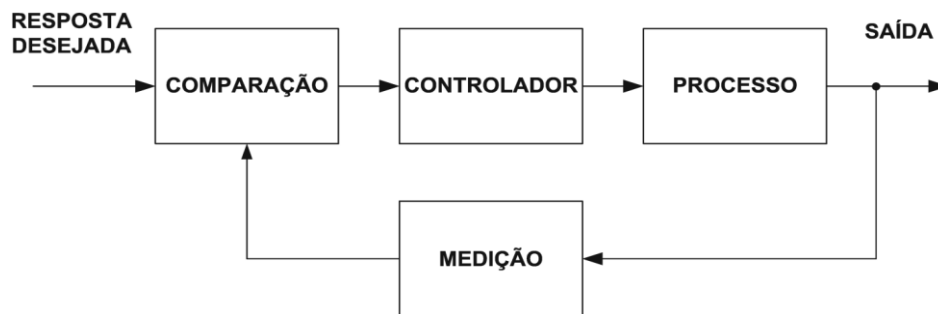 RESPOSTA
DESEJADA
SAÍDA
COMPARAÇÃO
CONTROLADOR
PROCESSO
MEDIÇÃO